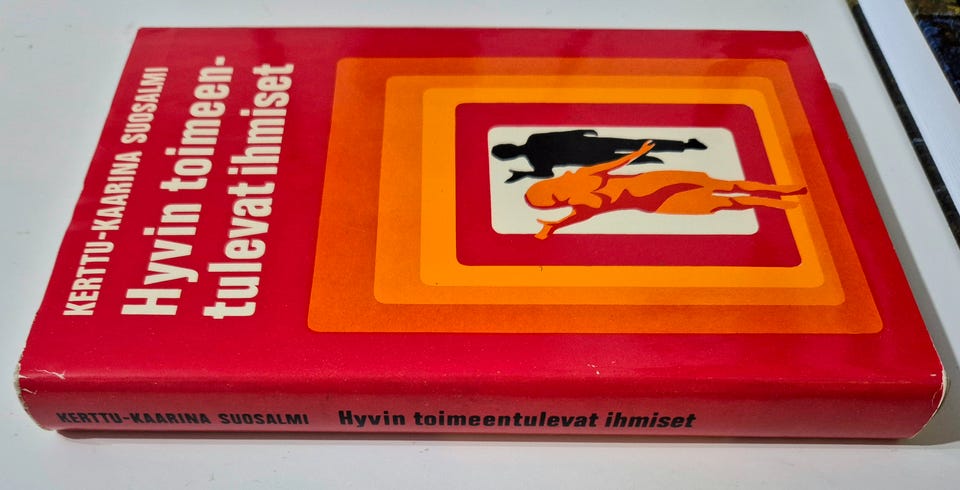 KERTTU-KAARINA SUOSALMI
Hyvin toimeen-
tulevat ihmiset
KERTTU-KAARINA SUOSALMI Hyvin toimeentulevat ihmiset